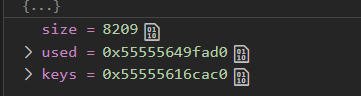 {...}
size = 8209
used = 0x55555649fad0
keys = 0x55555616cac0